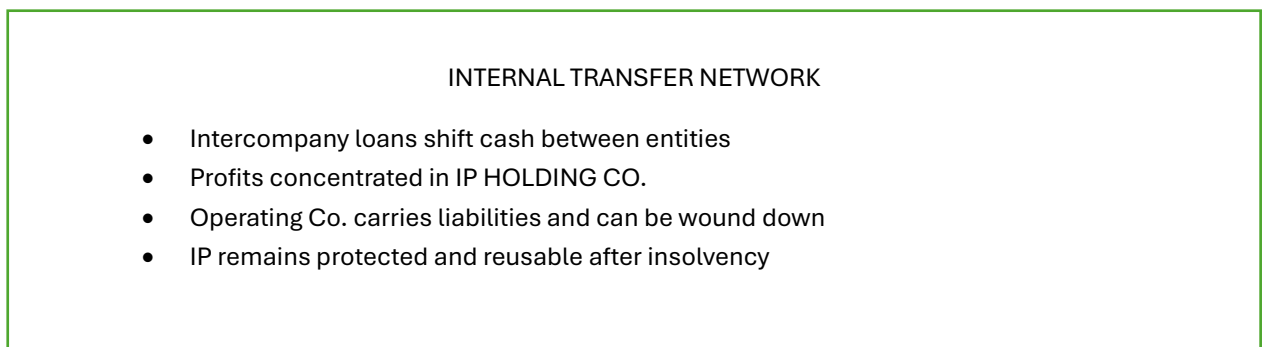 INTERNAL TRANSFER NETWORK
• Intercompany loans shift cash between entities
• Profits concentrated in IP HOLDING CO.
• Operating Co. carries liabilities and can be wound down
• IP remains protected and reusable after insolvency